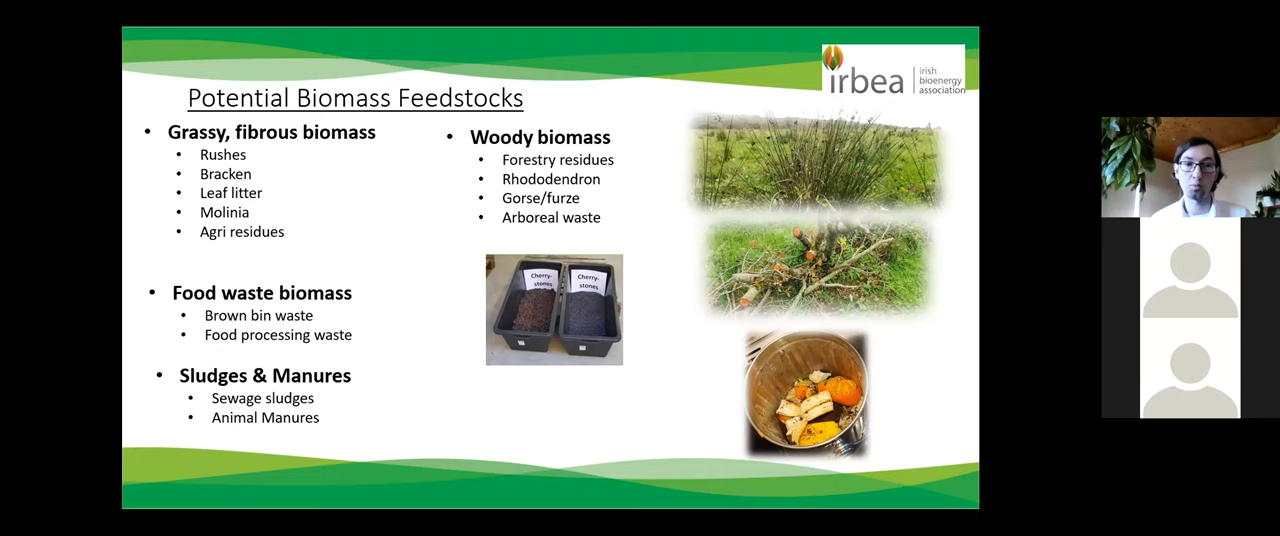 irbea
irish
bioenergy
association
Potential Biomass Feedstocks
• Grassy, fibrous biomass
• Rushes
• Bracken
• Leaf litter
• Molinia
• Agri residues
• Food waste biomass
• Brown bin waste
• Food processing waste
• Sludges & Manures
• Sewage sludges
• Animal Manures
• Woody biomass
• Forestry residues
• Rhododendron
• Gorse/furze
• Arboreal waste
Cherry-
stones
Cherry-
stones